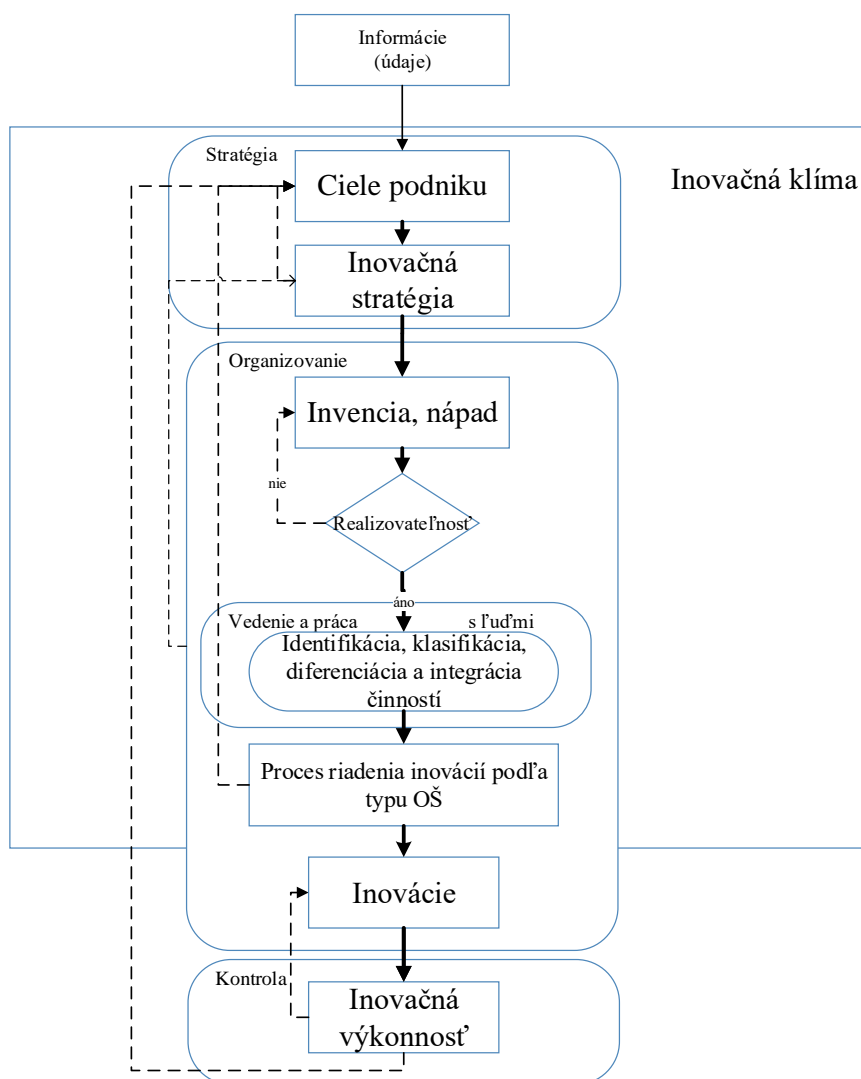 Informácie
(údaje)
Stratégia
Ciele podniku
Inovačná klíma
Inovačná
stratégia
Organizovanie
Invencia, nápad
nie
Realizovateľnosť
áno
Vedenie a práca s ľuďmi
Identifikácia, klasifikácia,
diferenciácia a integrácia
činností
Proces riadenia inovácií podľa
typu OŠ
Inovácie
Kontrola
Inovačná
výkonnosť